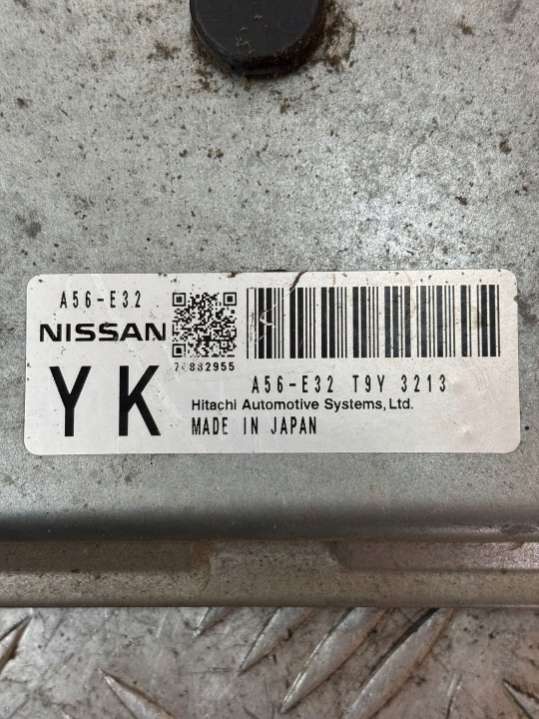 A56-E32
NISSAN
YK
A56-E32 T9Y 3213
Hitachi Automotive Systems, Ltd.
MADE IN JAPAN